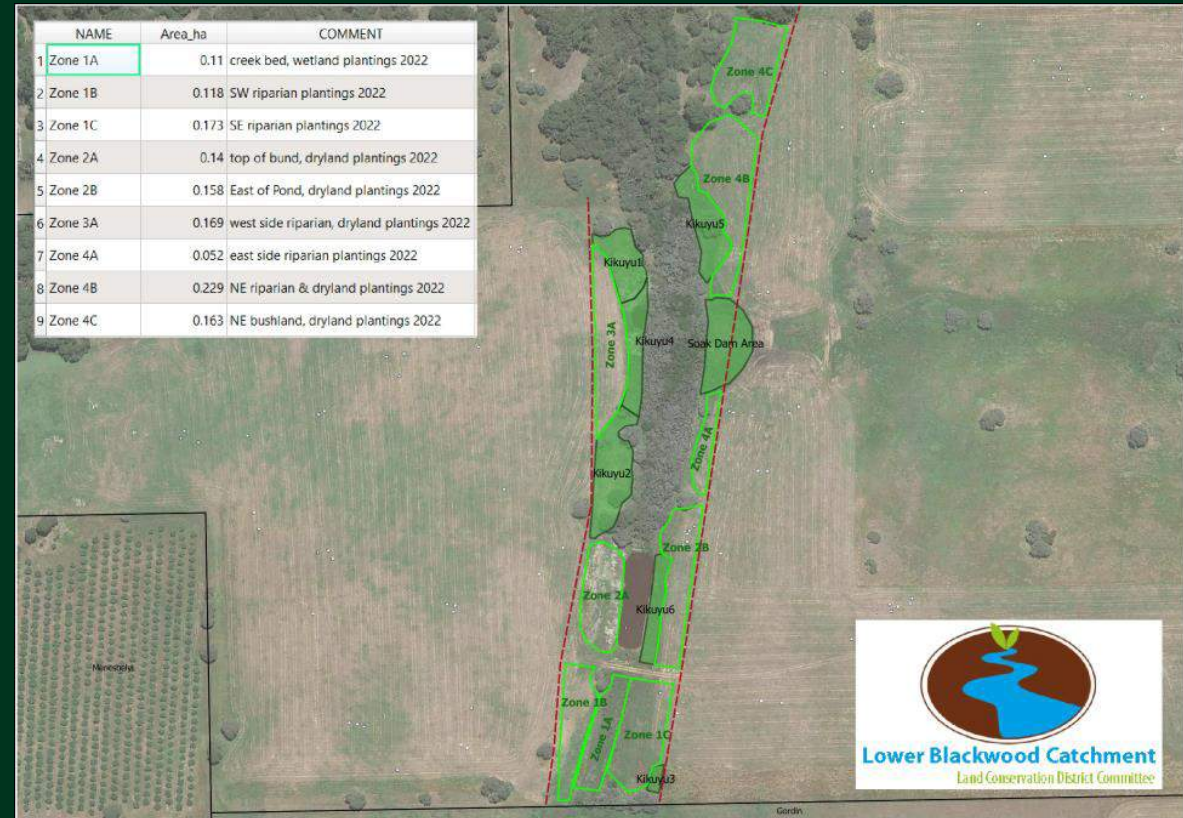 NAME Area_ha COMMENT
1 Zone 1A 0.11 creek bed, wetland plantings 2022
2 Zone 1B 0.118 SW riparian plantings 2022
3 Zone 1C 0.173 SE riparian plantings 2022
4 Zone 2A 0.14 top of bund, dryland plantings 2022
5 Zone 2B 0.158 East of Pond, dryland plantings 2022
6 Zone 3A 0.169 west side riparian, dryland plantings 2022
7 Zone 4A 0.052 east side riparian plantings 2022
8 Zone 4B 0.229 NE riparian & dryland plantings 2022
9 Zone 4C 0.163 NE bushland, dryland plantings 2022
Zone 4C
Zone 4B
Kikuyu5
Kikuyu1
Zone 3A
Kikuyu4
Soak Dam Area
Zone 4A
Kikuyu2
Zone 2B
Zone 2A
Kikuyu6
Zone 1B
Zone 1A
Zone 1C
Kikuyu3
Gordin
Lower Blackwood Catchment
Land Conservation District Committee